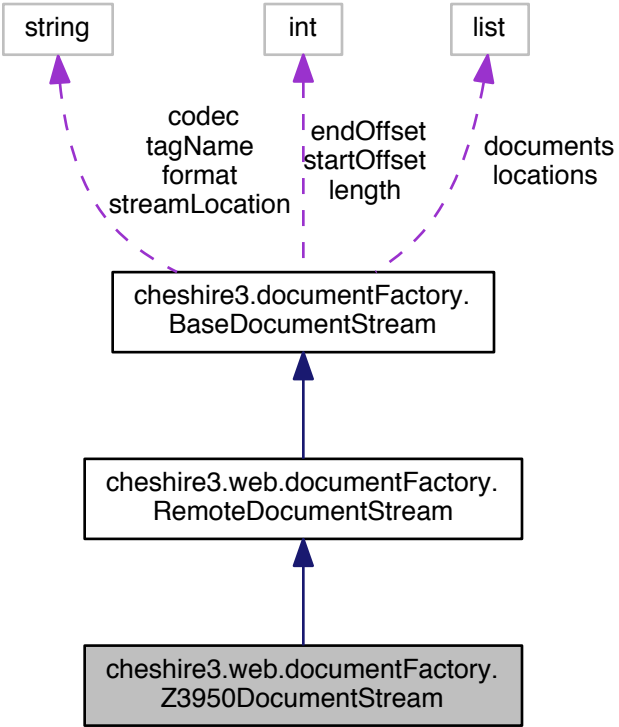 string
int
list
codec
tagName
format
streamLocation
endOffset
startOffset
length
documents
locations
cheshire3.documentFactory.
BaseDocumentStream
cheshire3.web.documentFactory.
RemoteDocumentStream
cheshire3.web.documentFactory.
Z3950DocumentStream